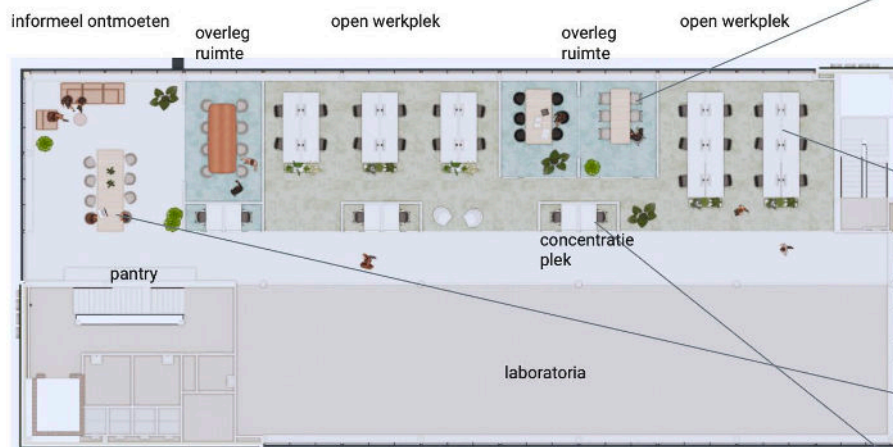 informeel ontmoeten
overleg
ruimte
open werkplek
overleg
ruimte
open werkplek
concentratie
plek
pantry
laboratoria